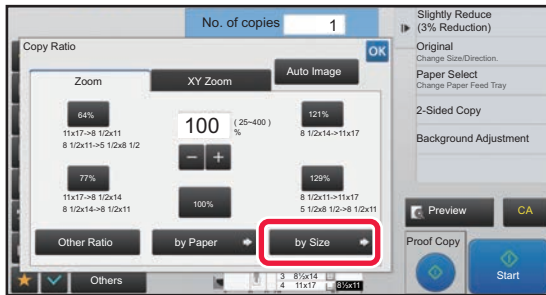 No. of copies 1
Copy Ratio
OK
Zoom
XY Zoom
Auto Image
64%
11x17->8 1/2x11
8 1/2x11->5 1/2x8 1/2
100 (25~400) %
121%
8 1/2x14->11x17
77%
11x17->8 1/2x14
8 1/2x14->8 1/2x11
100%
129%
8 1/2x11->11x17
5 1/2x8 1/2->8 1/2x11
Other Ratio
by Paper
by Size
Others
3 8½x14
4 11x17
8½x11
Slightly Reduce
(3% Reduction)
Original
Change Size/Direction.
Paper Select
Change Paper Feed Tray
2-Sided Copy
Background Adjustment
Preview
CA
Proof Copy
Start